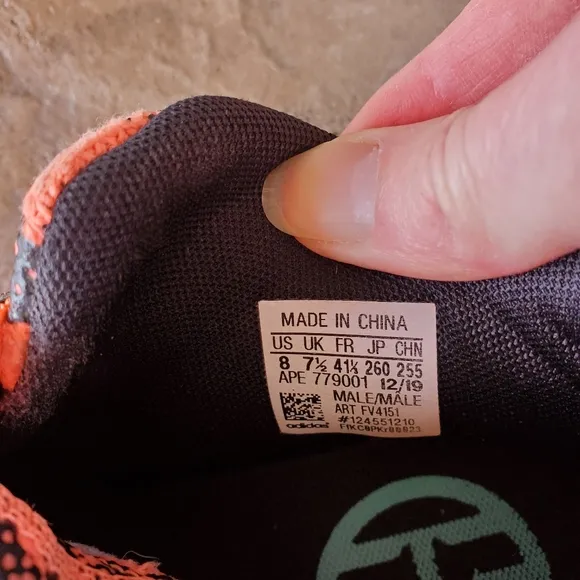 MADE IN CHINA
US UK FR JP CHN
8 7½ 41⅓ 260 255
APE 779001 12/19
MALE/MÂLE
ART FV4151
#124551210
adidas